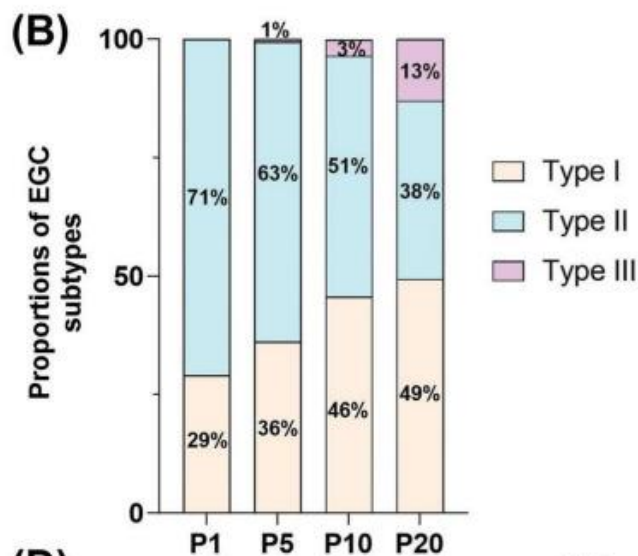 (B)
Proportions of EGC
subtypes
100
50
0
1%
3%
13%
71%
63%
51%
38%
29%
36%
46%
49%
P1 P5 P10 P20
Type I
Type II
Type III